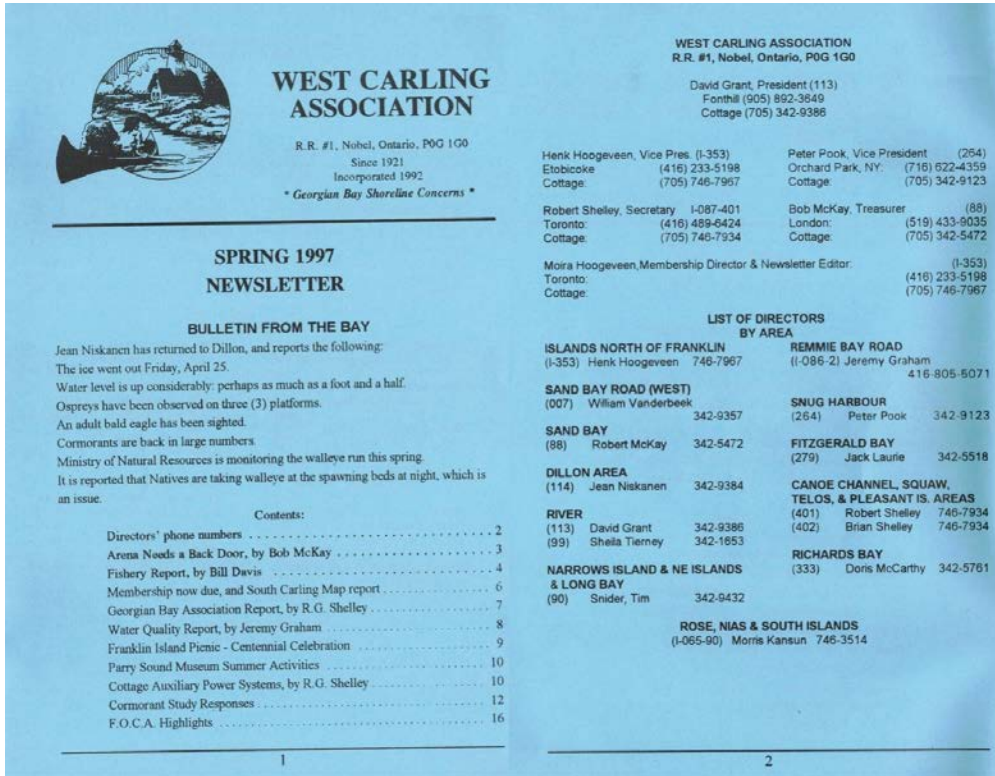 WEST CARLING
ASSOCIATION
R.R. #1, Nobel, Ontario, P0G 1G0
Since 1921
Incorporated 1992
* Georgian Bay Shoreline Concerns *
SPRING 1997
NEWSLETTER
BULLETIN FROM THE BAY
Jean Niskanen has returned to Dillon, and reports the following:
The ice went out Friday, April 25.
Water level is up considerably: perhaps as much as a foot and a half.
Ospreys have been observed on three (3) platforms.
An adult bald eagle has been sighted.
Cormorants are back in large numbers.
Ministry of Natural Resources is monitoring the walleye run this spring.
It is reported that Natives are taking walleye at the spawning beds at night, which is
an issue.
Contents:
Directors' phone numbers 2
Arena Needs a Back Door, by Bob McKay 3
Fishery Report, by Bill Davis 4
Membership now due, and South Carling Map report 6
Georgian Bay Association Report, by R.G. Shelley 7
Water Quality Report, by Jeremy Graham 8
Franklin Island Picnic - Centennial Celebration 9
Parry Sound Museum Summer Activities 10
Cottage Auxiliary Power Systems, by R.G. Shelley 10
Cormorant Study Responses 12
F.O.C.A. Highlights 16
1
WEST CARLING ASSOCIATION
R.R. #1, Nobel, Ontario, P0G 1G0
David Grant, President (113)
Fonthill (905) 892-3649
Cottage (705) 342-9386
Henk Hoogeveen, Vice Pres. (I-353)
Etobicoke (416) 233-5198
Cottage: (705) 746-7967
Peter Pook, Vice President (264)
Orchard Park, NY: (716) 622-4359
Cottage: (705) 342-9123
Robert Shelley, Secretary I-087-401
Toronto: (416) 489-6424
Cottage: (705) 746-7934
Bob McKay, Treasurer (88)
London: (519) 433-9035
Cottage: (705) 342-5472
Moira Hoogeveen, Membership Director & Newsletter Editor: (I-353)
Toronto: (416) 233-5198
Cottage: (705) 746-7967
LIST OF DIRECTORS
BY AREA
ISLANDS NORTH OF FRANKLIN
(I-353) Henk Hoogeveen 746-7967
SAND BAY ROAD (WEST)
(007) William Vanderbeek
342-9357
SAND BAY
(88) Robert McKay 342-5472
DILLON AREA
(114) Jean Niskanen 342-9384
RIVER
(113) David Grant 342-9386
(99) Sheila Tierney 342-1653
NARROWS ISLAND & NE ISLANDS
& LONG BAY
(90) Snider, Tim 342-9432
REMMIE BAY ROAD
((I-086-2) Jeremy Graham
416-805-5071
SNUG HARBOUR
(264) Peter Pook 342-9123
FITZGERALD BAY
(279) Jack Laurie 342-5518
CANOE CHANNEL, SQUAW,
TELOS, & PLEASANT IS. AREAS
(401) Robert Shelley 746-7934
(402) Brian Shelley 746-7934
RICHARDS BAY
(333) Doris McCarthy 342-5761
ROSE, NIAS & SOUTH ISLANDS
(I-065-90) Morris Kansun 746-3514
2